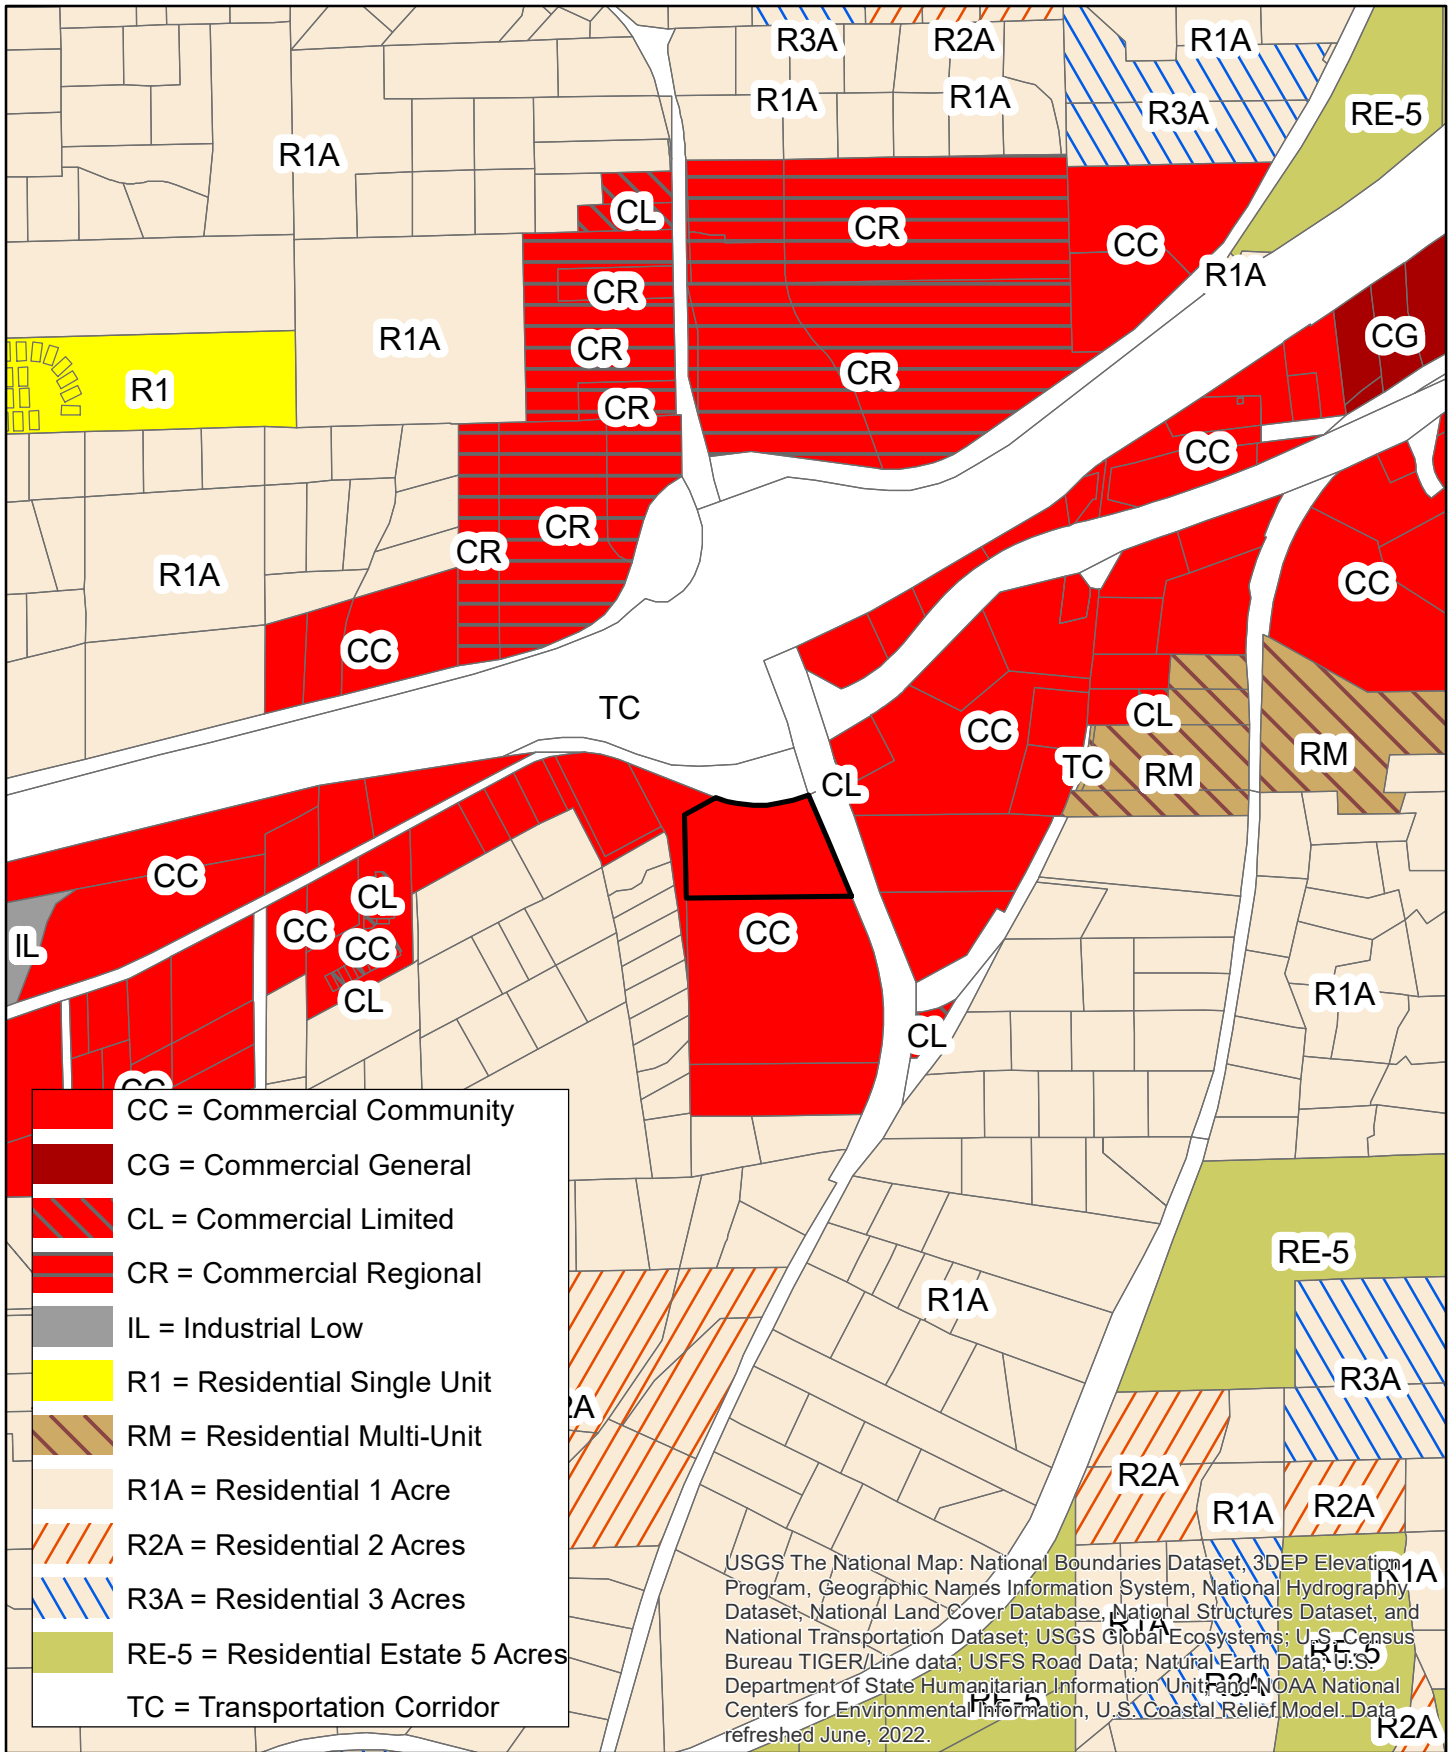 R3A
R2A
R1A
R1A
R1A
R3A
RE-5
R1A
CL
CR
CC
R1A
CR
CG
R1A
CR
CR
R1
CR
CC
CR
CR
R1A
CC
CC
TC
CL
CC
RM
TC
RM
CL
CC
CL
CC
CC
CC
IL
CL
R1A
CL
CC
CC = Commercial Community
CG = Commercial General
CL = Commercial Limited
CR = Commercial Regional
IL = Industrial Low
R1 = Residential Single Unit
RM = Residential Multi-Unit
R1A = Residential 1 Acre
R2A = Residential 2 Acres
R3A = Residential 3 Acres
RE-5 = Residential Estate 5 Acres
TC = Transportation Corridor
RE-5
R1A
R3A
2A
R2A
R1A
R2A
USGS The National Map: National Boundaries Dataset, 3DEP Elevation
Program, Geographic Names Information System, National Hydrography
Dataset, National Land Cover Database, National Structures Dataset, and
National Transportation Dataset; USGS Global Ecosystems; U.S. Census
Bureau TIGER/Line data; USFS Road Data; Natural Earth Data; U.S.
Department of State Humanitarian Information Unit; and NOAA National
Centers for Environmental Information, U.S. Coastal Relief Model. Data
refreshed June, 2022.
R1A
R1A
RE-5
R3A
RE-5
R2A